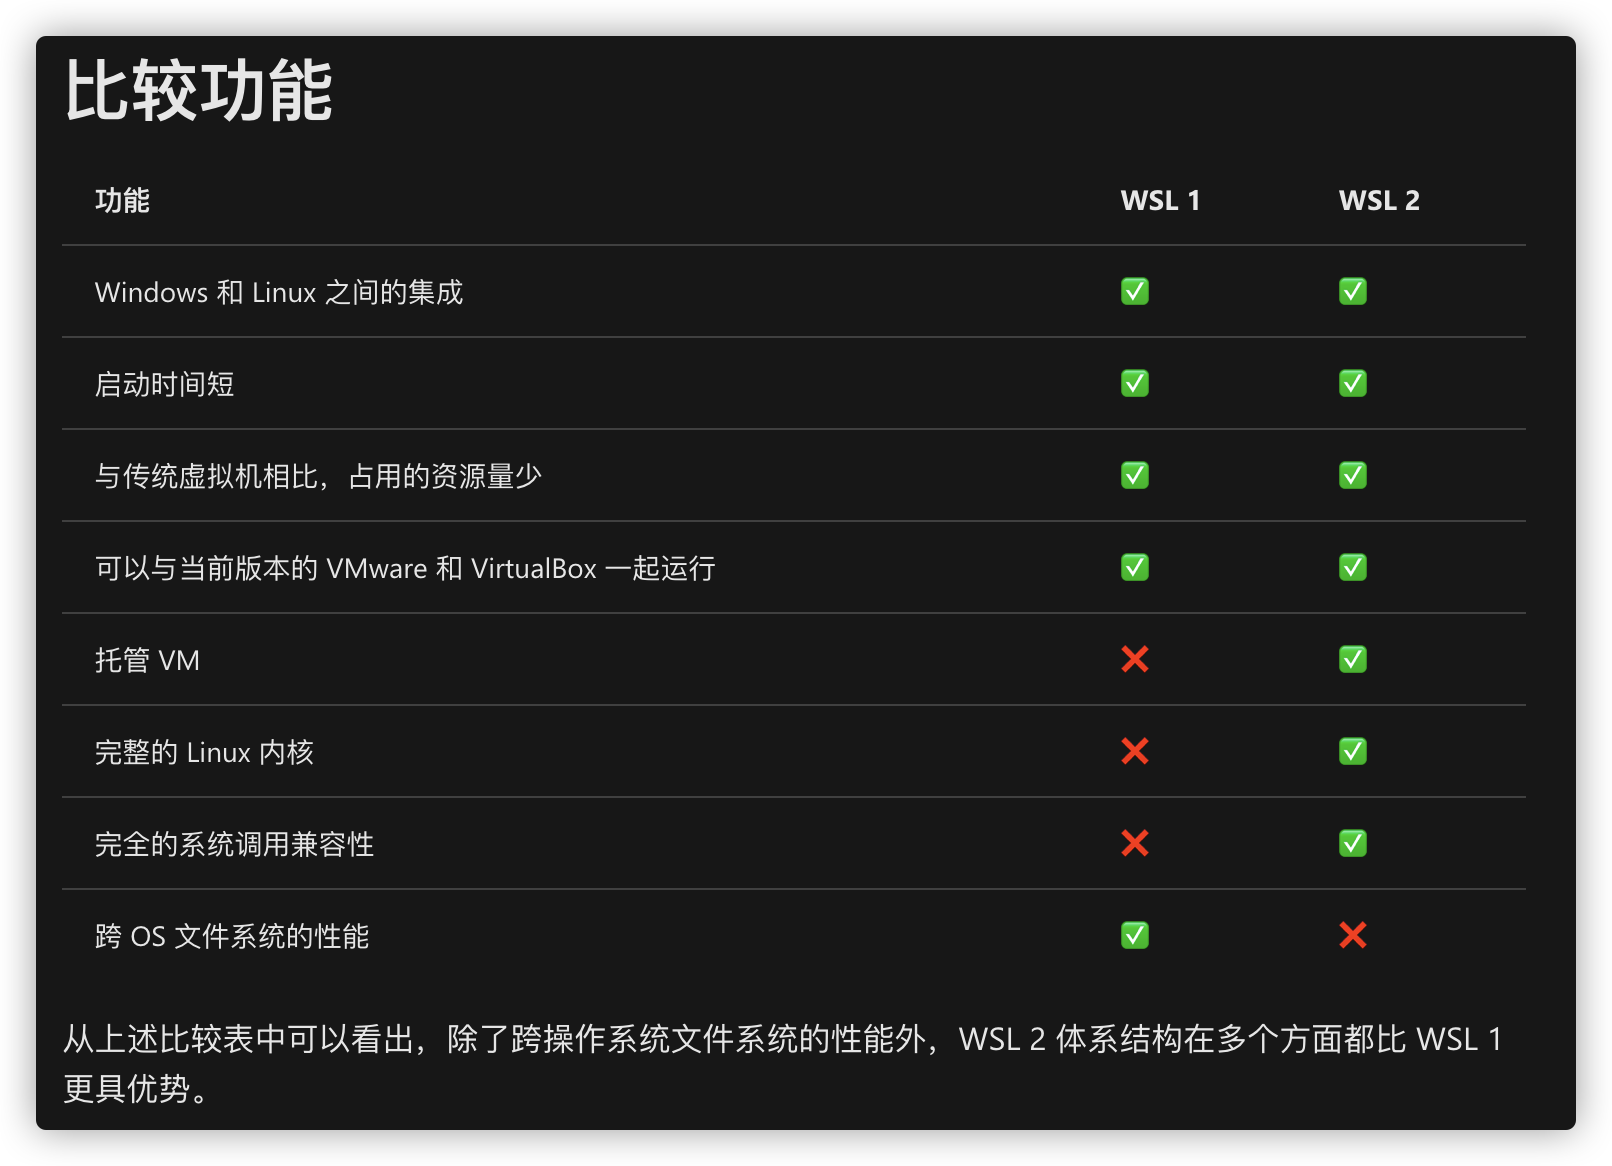 比较功能
功能 WSL 1 WSL 2
Windows 和 Linux 之间的集成 ✅ ✅
启动时间短 ✅ ✅
与传统虚拟机相比，占用的资源量少 ✅ ✅
可以与当前版本的 VMware 和 VirtualBox 一起运行 ✅ ✅
托管 VM ❌ ✅
完整的 Linux 内核 ❌ ✅
完全的系统调用兼容性 ❌ ✅
跨 OS 文件系统的性能 ✅ ❌
从上述比较表中可以看出，除了跨操作系统文件系统的性能外，WSL 2 体系结构在多个方面都比 WSL 1
更具优势。